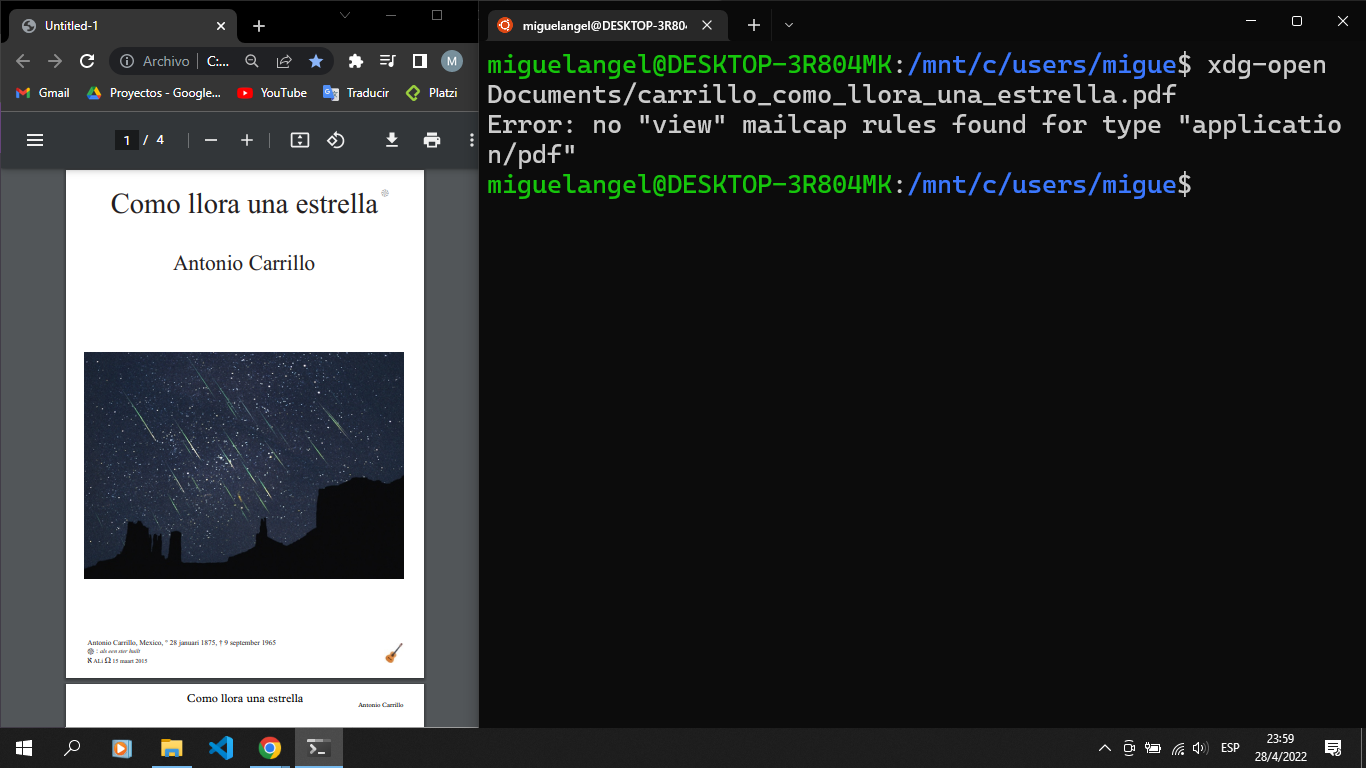 Untitled-1
Archivo
C:...
M
Gmail
Proyectos - Google...
YouTube
Traducir
Platzi
1 / 4
Como llora una estrella
Antonio Carrillo
Antonio Carrillo, Mexico, ° 28 januari 1875, † 9 september 1965
: als een ster huilt
ALi Ω 15 maart 2015
Como llora una estrella
Antonio Carrillo
miguelangel@DESKTOP-3R804
miguelangel@DESKTOP-3R804MK:/mnt/c/users/migue$ xdg-open
Documents/carrillo_como_llora_una_estrella.pdf
Error: no "view" mailcap rules found for type "applicatio
n/pdf"
miguelangel@DESKTOP-3R804MK:/mnt/c/users/migue$
ESP
23:59
28/4/2022